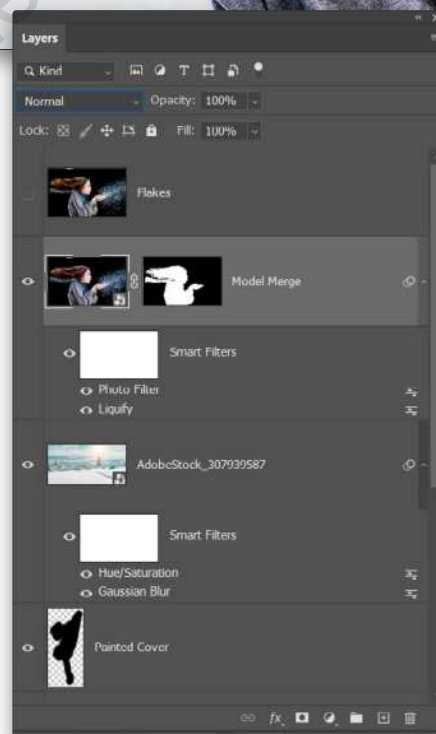 Layers
Kind
Normal Opacity: 100%
Lock: Fill: 100%
Flakes
Model Merge
Smart Filters
Photo Filter
Liquify
AdobeStock_307939587
Smart Filters
Hue/Saturation
Gaussian Blur
Painted Cover
fx